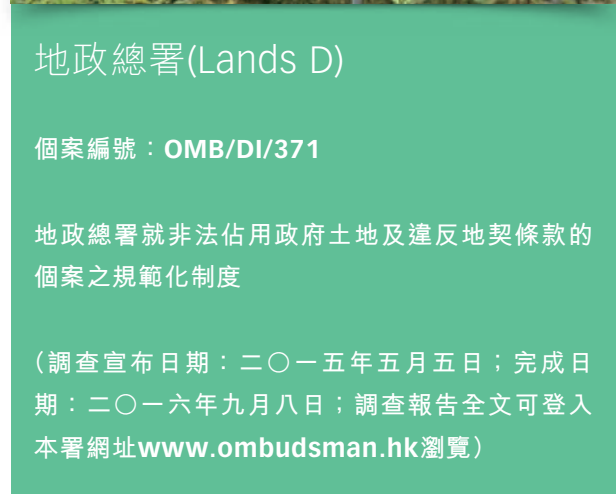 地政總署(Lands D)
個案編號：OMB/DI/371
地政總署就非法佔用政府土地及違反地契條款的
個案之規範化制度
（調查宣布日期：二〇一五年五月五日；完成日
期：二〇一六年九月八日；調查報告全文可登入
本署網址www.ombudsman.hk瀏覽）